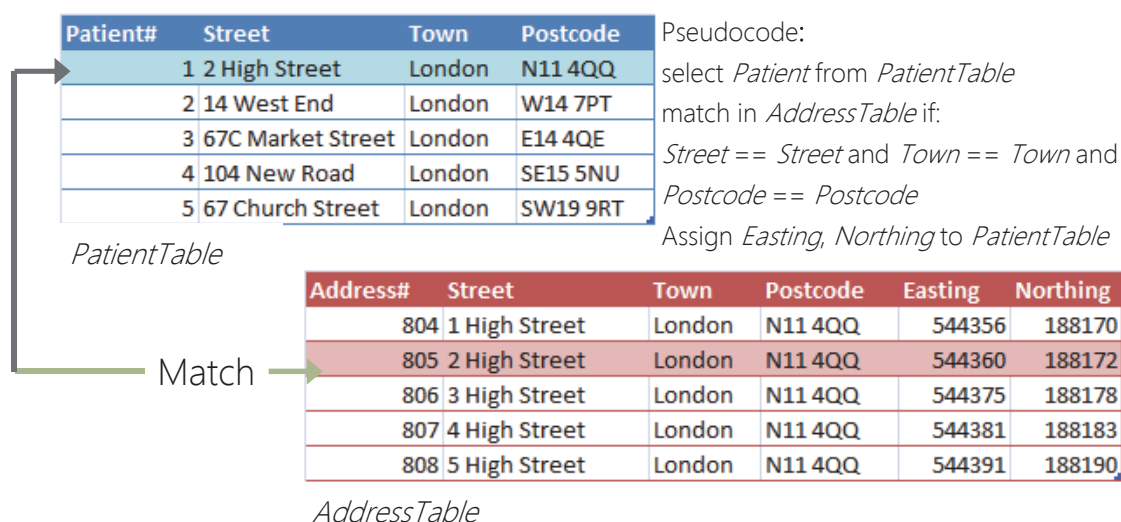 Patient# Street Town Postcode
1 2 High Street London N11 4QQ
2 14 West End London W14 7PT
3 67C Market Street London E14 4QE
4 104 New Road London SE15 5NU
5 67 Church Street London SW19 9RT
PatientTable
Pseudocode:
select Patient from PatientTable
match in AddressTable if:
Street == Street and Town == Town and
Postcode == Postcode
Assign Easting, Northing to PatientTable
Match
Address# Street Town Postcode Easting Northing
804 1 High Street London N11 4QQ 544356 188170
805 2 High Street London N11 4QQ 544360 188172
806 3 High Street London N11 4QQ 544375 188178
807 4 High Street London N11 4QQ 544381 188183
808 5 High Street London N11 4QQ 544391 188190
AddressTable